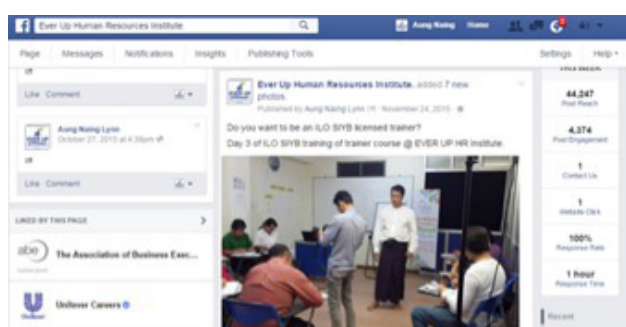 Ever Up Human Resources Institute
Aung Naing Home
Page Messages Notifications Insights Publishing Tools Settings Help
Like Comment
Aung Naing Lynn
October 27, 2015 at 4:36pm
Like Comment
LIKED BY THIS PAGE
abe
The Association of Business Exec...
Unilever
Unilever Careers
Ever Up Human Resources Institute. added 7 new
photos.
Published by Aung Naing Lynn November 24, 2015
Do you want to be an ILO SIYB licensed trainer?
Day 3 of ILO SIYB training of trainer course @ EVER UP HR Institute.
THIS WEEK
44,247
Post Reach
4,374
Post Engagement
1
Contact Us
1
Website Click
100%
Response Rate
1 hour
Response Time
Recent